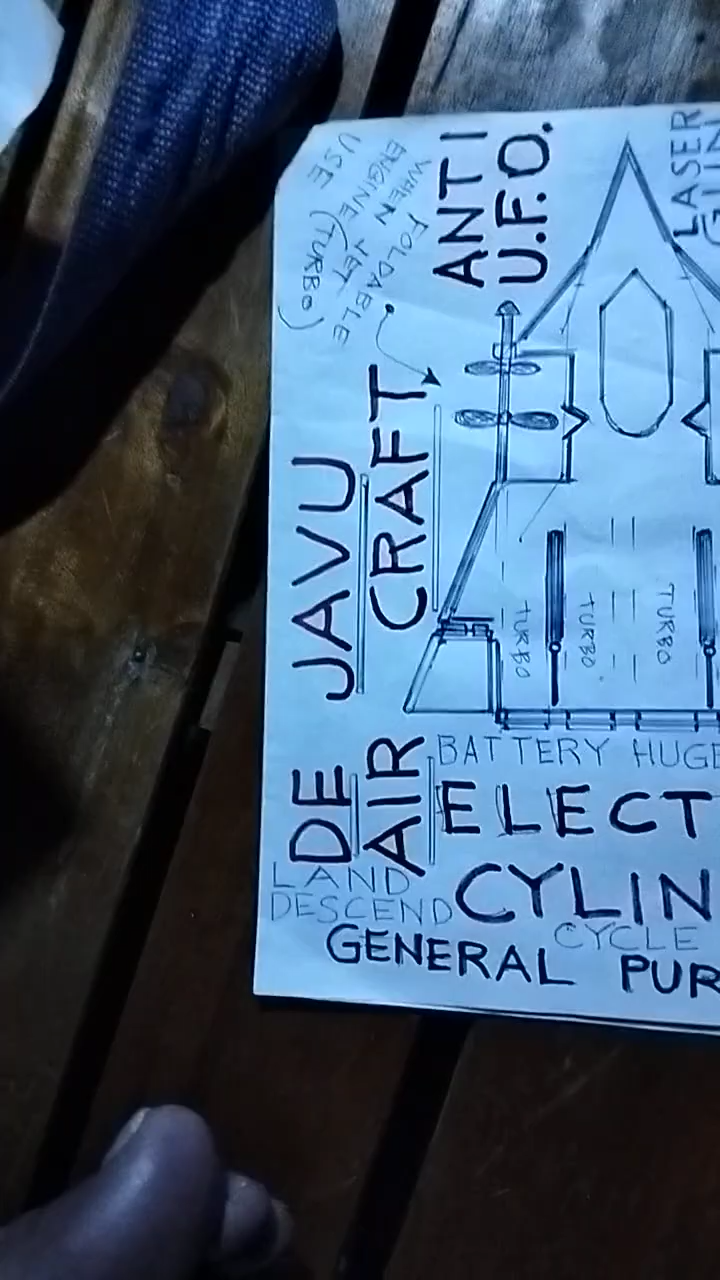 ANTI
U.F.O.
LASER
GUN
WHEN FOLDABLE
ENGINE JET
USE (TURBO)
DE JAVU
AIR CRAFT
TURBO
TURBO
TURBO
BATTERY HUGE
ELECT
LAND
DESCEND
CYLIN
CYCLE
GENERAL PUR